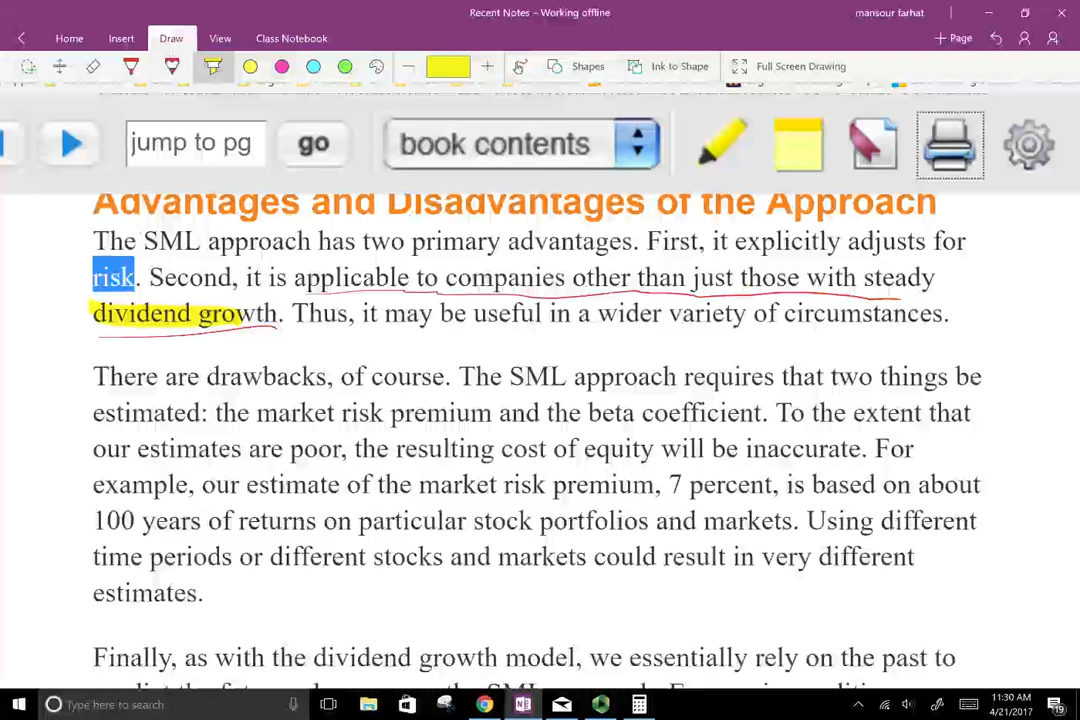 Recent Notes – Working offline
mansour farhat
Home Insert Draw View Class Notebook
Page
Shapes Ink to Shape Full Screen Drawing
jump to pg go book contents
Advantages and Disadvantages of the Approach
The SML approach has two primary advantages. First, it explicitly adjusts for
risk. Second, it is applicable to companies other than just those with steady
dividend growth. Thus, it may be useful in a wider variety of circumstances.
There are drawbacks, of course. The SML approach requires that two things be
estimated: the market risk premium and the beta coefficient. To the extent that
our estimates are poor, the resulting cost of equity will be inaccurate. For
example, our estimate of the market risk premium, 7 percent, is based on about
100 years of returns on particular stock portfolios and markets. Using different
time periods or different stocks and markets could result in very different
estimates.
Finally, as with the dividend growth model, we essentially rely on the past to
Type here to search
11:30 AM
4/21/2017
19